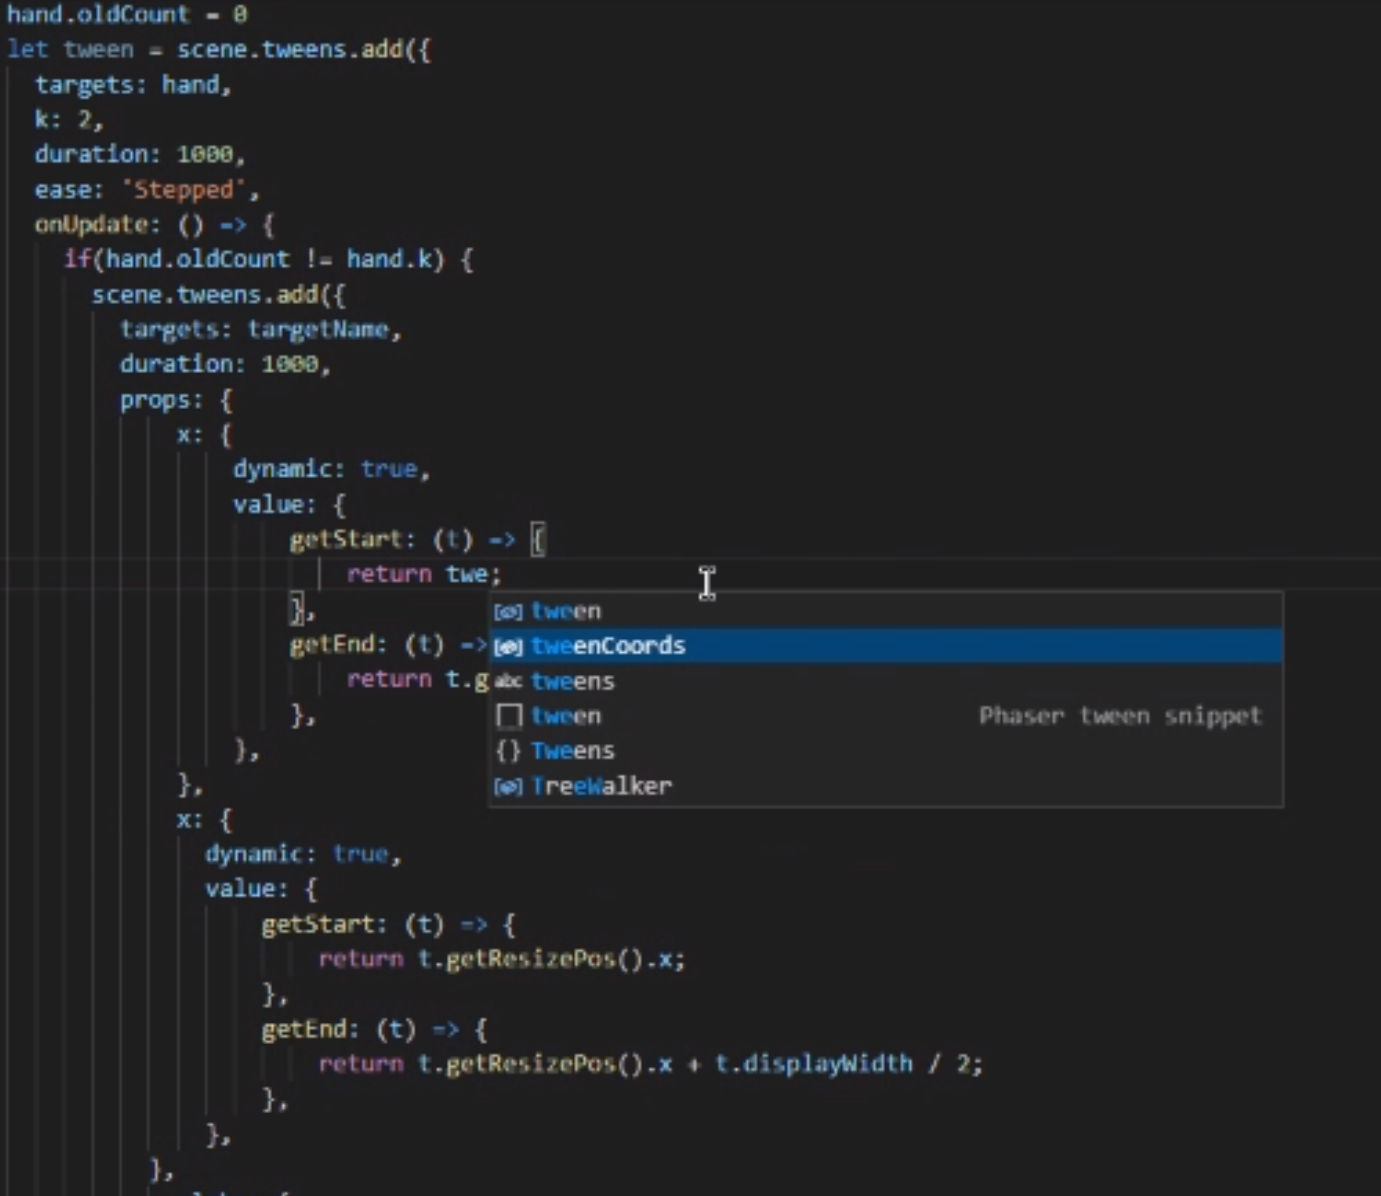 hand.oldCount = 0
let tween = scene.tweens.add({
targets: hand,
k: 2,
duration: 1000,
ease: 'Stepped',
onUpdate: () => {
if(hand.oldCount != hand.k) {
scene.tweens.add({
targets: targetName,
duration: 1000,
props: {
x: {
dynamic: true,
value: {
getStart: (t) => {
return twe;
},
getEnd: (t) =>
return t.g
},
},
},
tween
tweenCoords
abc tweens
tween Phaser tween snippet
{} Tweens
TreeWalker
x: {
dynamic: true,
value: {
getStart: (t) => {
return t.getResizePos().x;
},
getEnd: (t) => {
return t.getResizePos().x + t.displayWidth / 2;
},
},
},